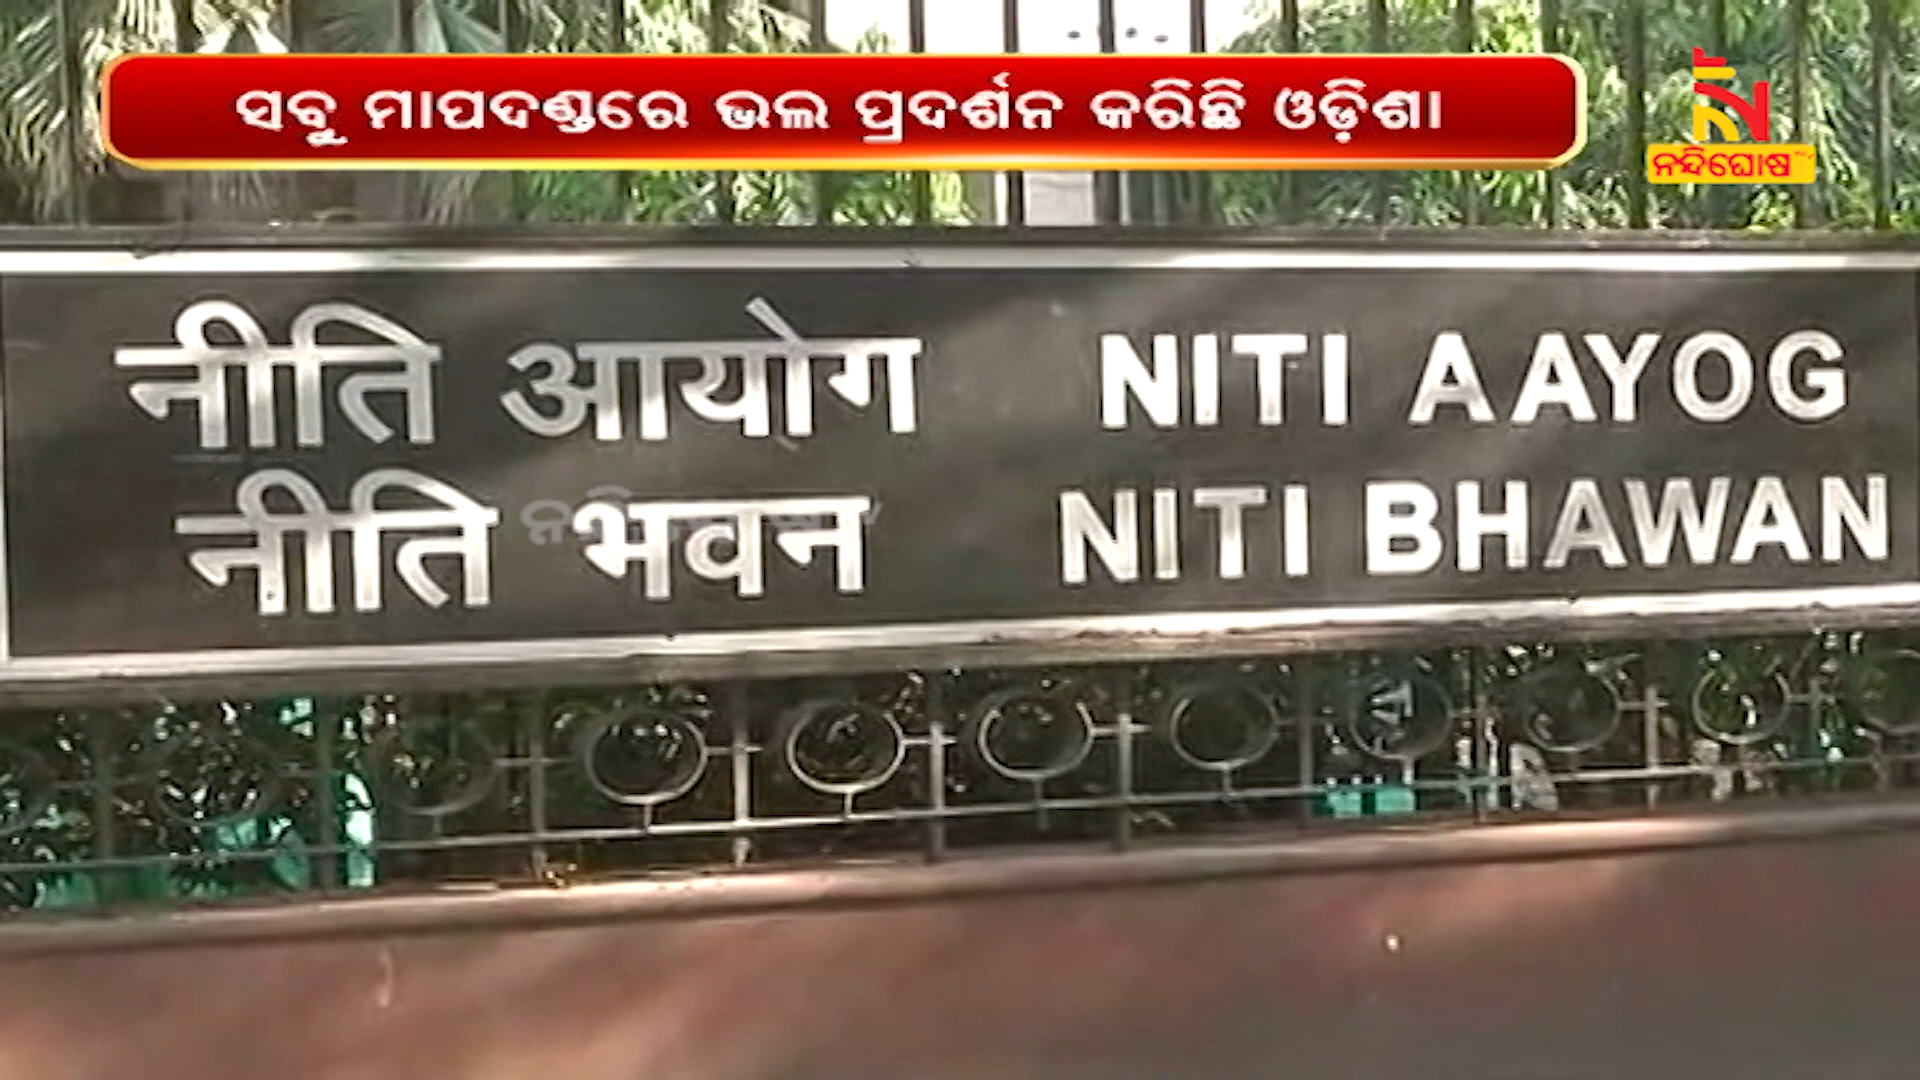 ସବୁ ମାପଦଣ୍ଡରେ ଭଲ ପ୍ରଦର୍ଶନ କରିଛି ଓଡ଼ିଶା
ନନ୍ଦିଘୋଷ
नीति आयोग NITI AAYOG
नीति भवन NITI BHAWAN